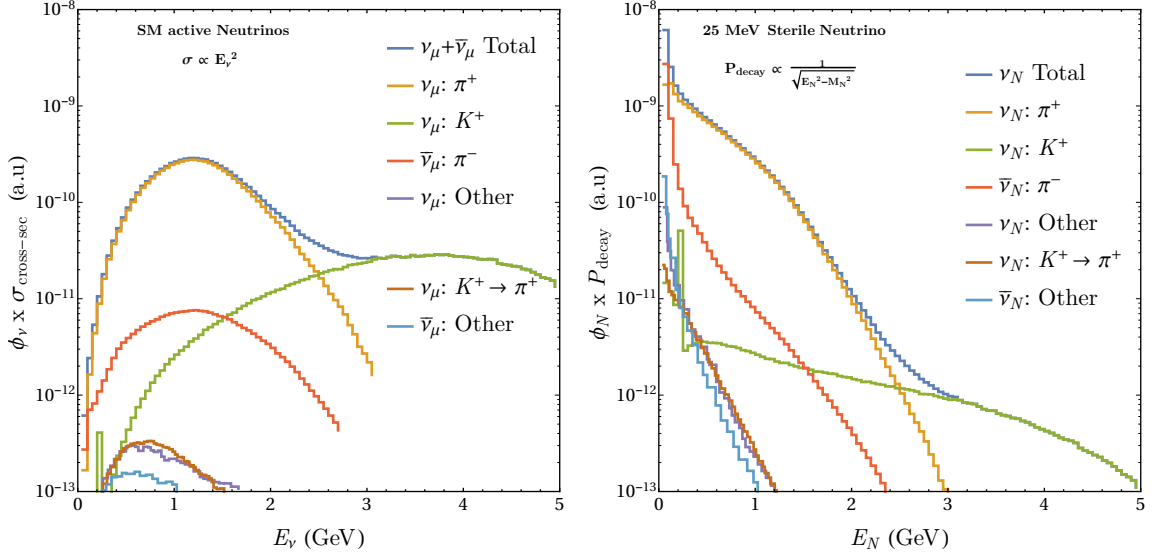 SM active Neutrinos
σ ∝ Eν²
νμ+ν̄μ Total
νμ: π⁺
νμ: K⁺
ν̄μ: π⁻
νμ: Other
νμ: K⁺ → π⁺
ν̄μ: Other
ϕν x σcross−sec (a.u)
10⁻⁸
10⁻⁹
10⁻¹⁰
10⁻¹¹
10⁻¹²
10⁻¹³
0 1 2 3 4 5
Eν (GeV)
25 MeV Sterile Neutrino
Pdecay ∝ 1/√(EN²−MN²)
νN Total
νN: π⁺
νN: K⁺
ν̄N: π⁻
νN: Other
νN: K⁺ → π⁺
ν̄N: Other
ϕN x Pdecay (a.u)
10⁻⁸
10⁻⁹
10⁻¹⁰
10⁻¹¹
10⁻¹²
10⁻¹³
0 1 2 3 4 5
EN (GeV)